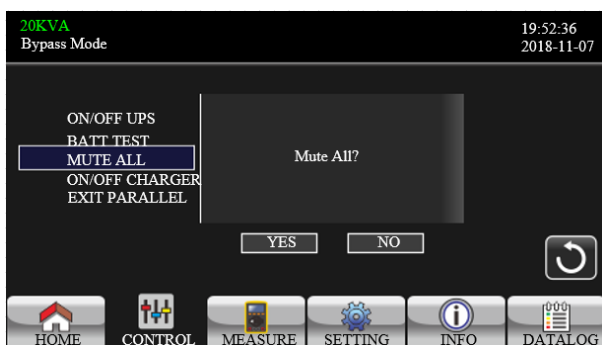 20KVA
Bypass Mode
19:52:36
2018-11-07
ON/OFF UPS
BATT TEST
MUTE ALL
ON/OFF CHARGER
EXIT PARALLEL
Mute All?
YES NO
HOME CONTROL MEASURE SETTING INFO DATALOG